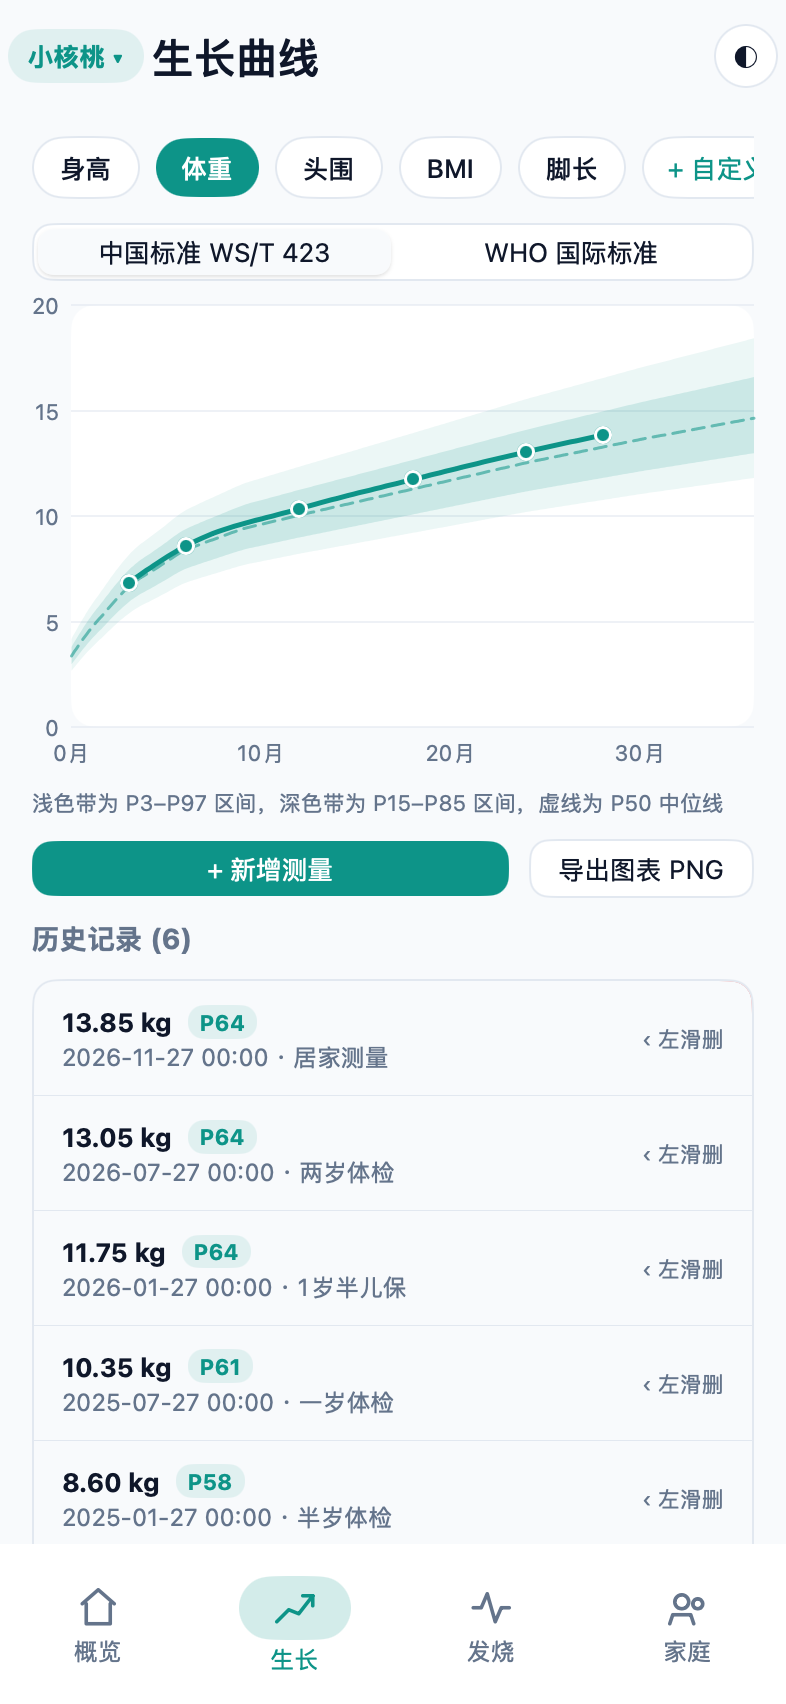 小核桃 ▾
生长曲线
身高
体重
头围
BMI
脚长
+ 自定义
中国标准 WS/T 423
WHO 国际标准
20
15
10
5
0
0月
10月
20月
30月
浅色带为 P3–P97 区间，深色带为 P15–P85 区间，虚线为 P50 中位线
+ 新增测量
导出图表 PNG
历史记录 (6)
13.85 kg P64
2026-11-27 00:00 · 居家测量
‹ 左滑删
13.05 kg P64
2026-07-27 00:00 · 两岁体检
‹ 左滑删
11.75 kg P64
2026-01-27 00:00 · 1岁半儿保
‹ 左滑删
10.35 kg P61
2025-07-27 00:00 · 一岁体检
‹ 左滑删
8.60 kg P58
2025-01-27 00:00 · 半岁体检
‹ 左滑删
概览
生长
发烧
家庭